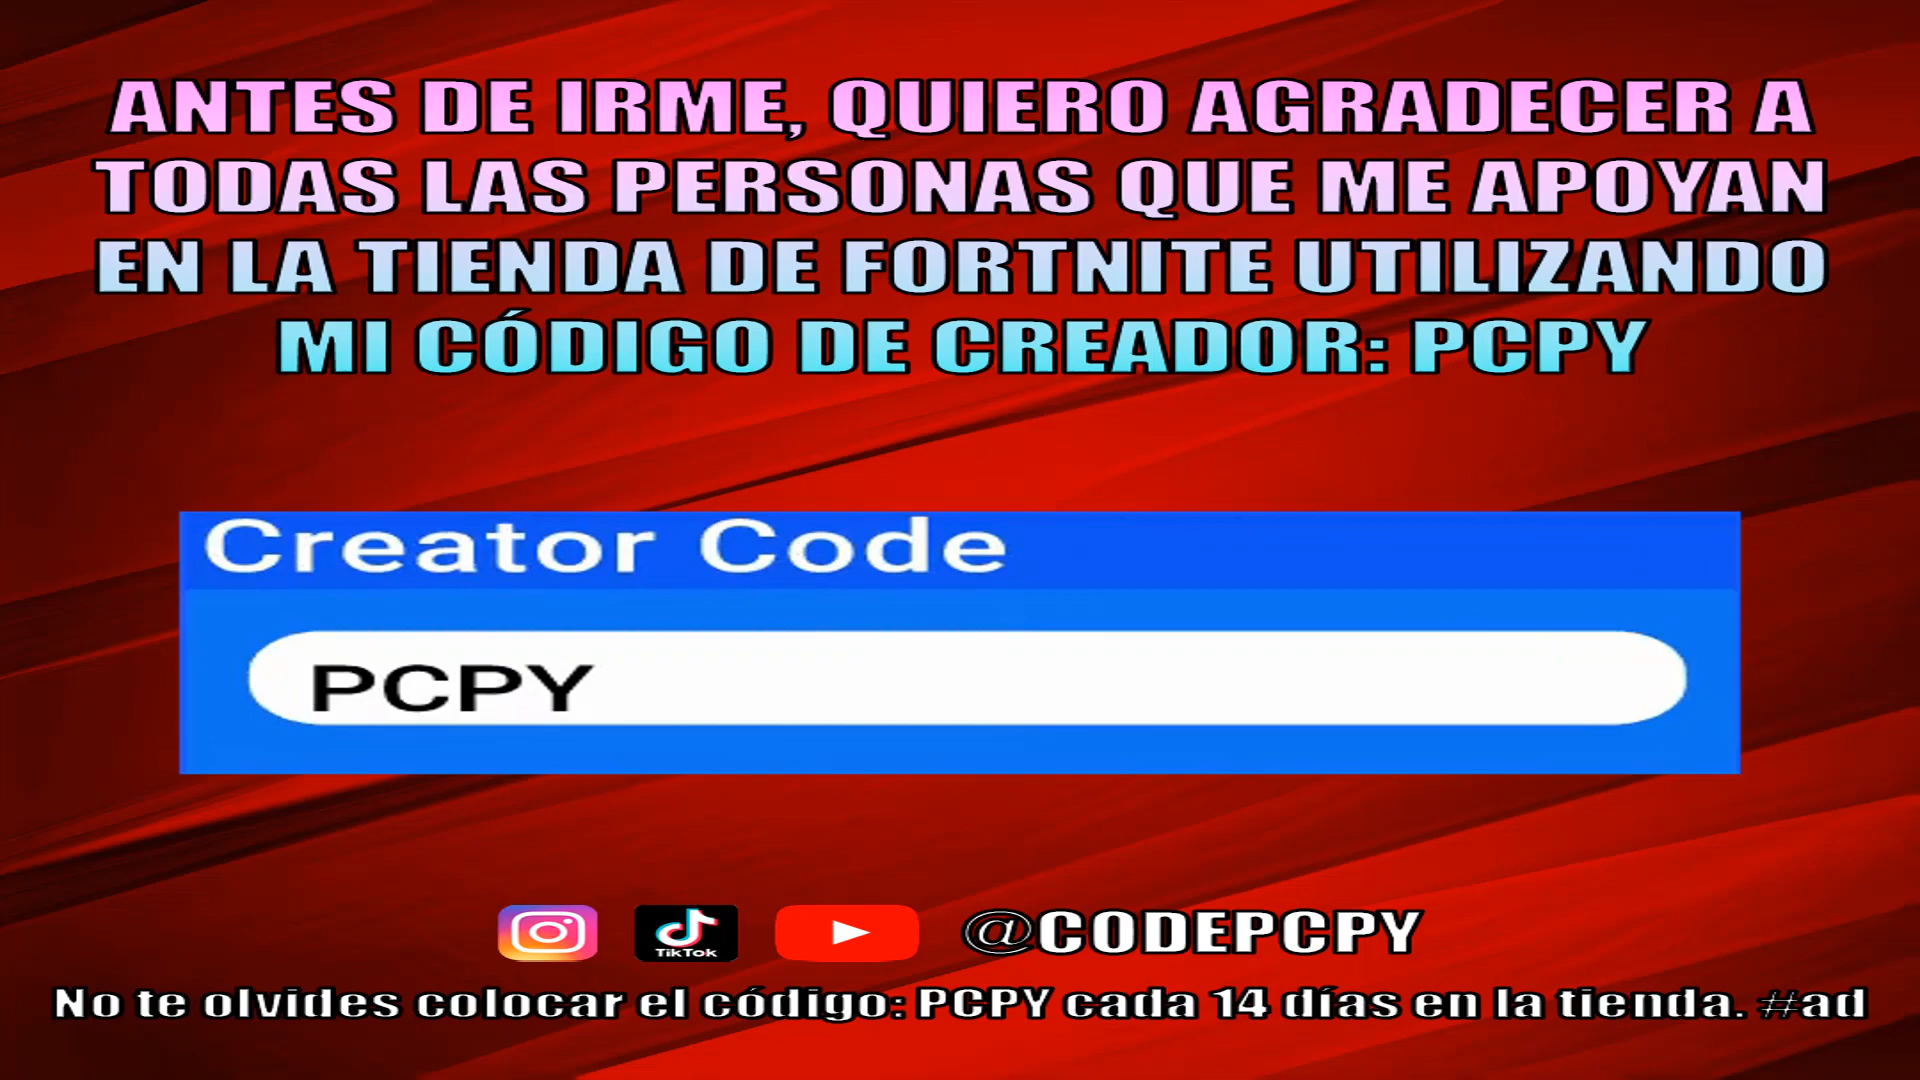 ANTES DE IRME, QUIERO AGRADECER A
TODAS LAS PERSONAS QUE ME APOYAN
EN LA TIENDA DE FORTNITE UTILIZANDO
MI CÓDIGO DE CREADOR: PCPY
Creator Code
PCPY
TikTok
@CODEPCPY
No te olvides colocar el código: PCPY cada 14 días en la tienda. #ad